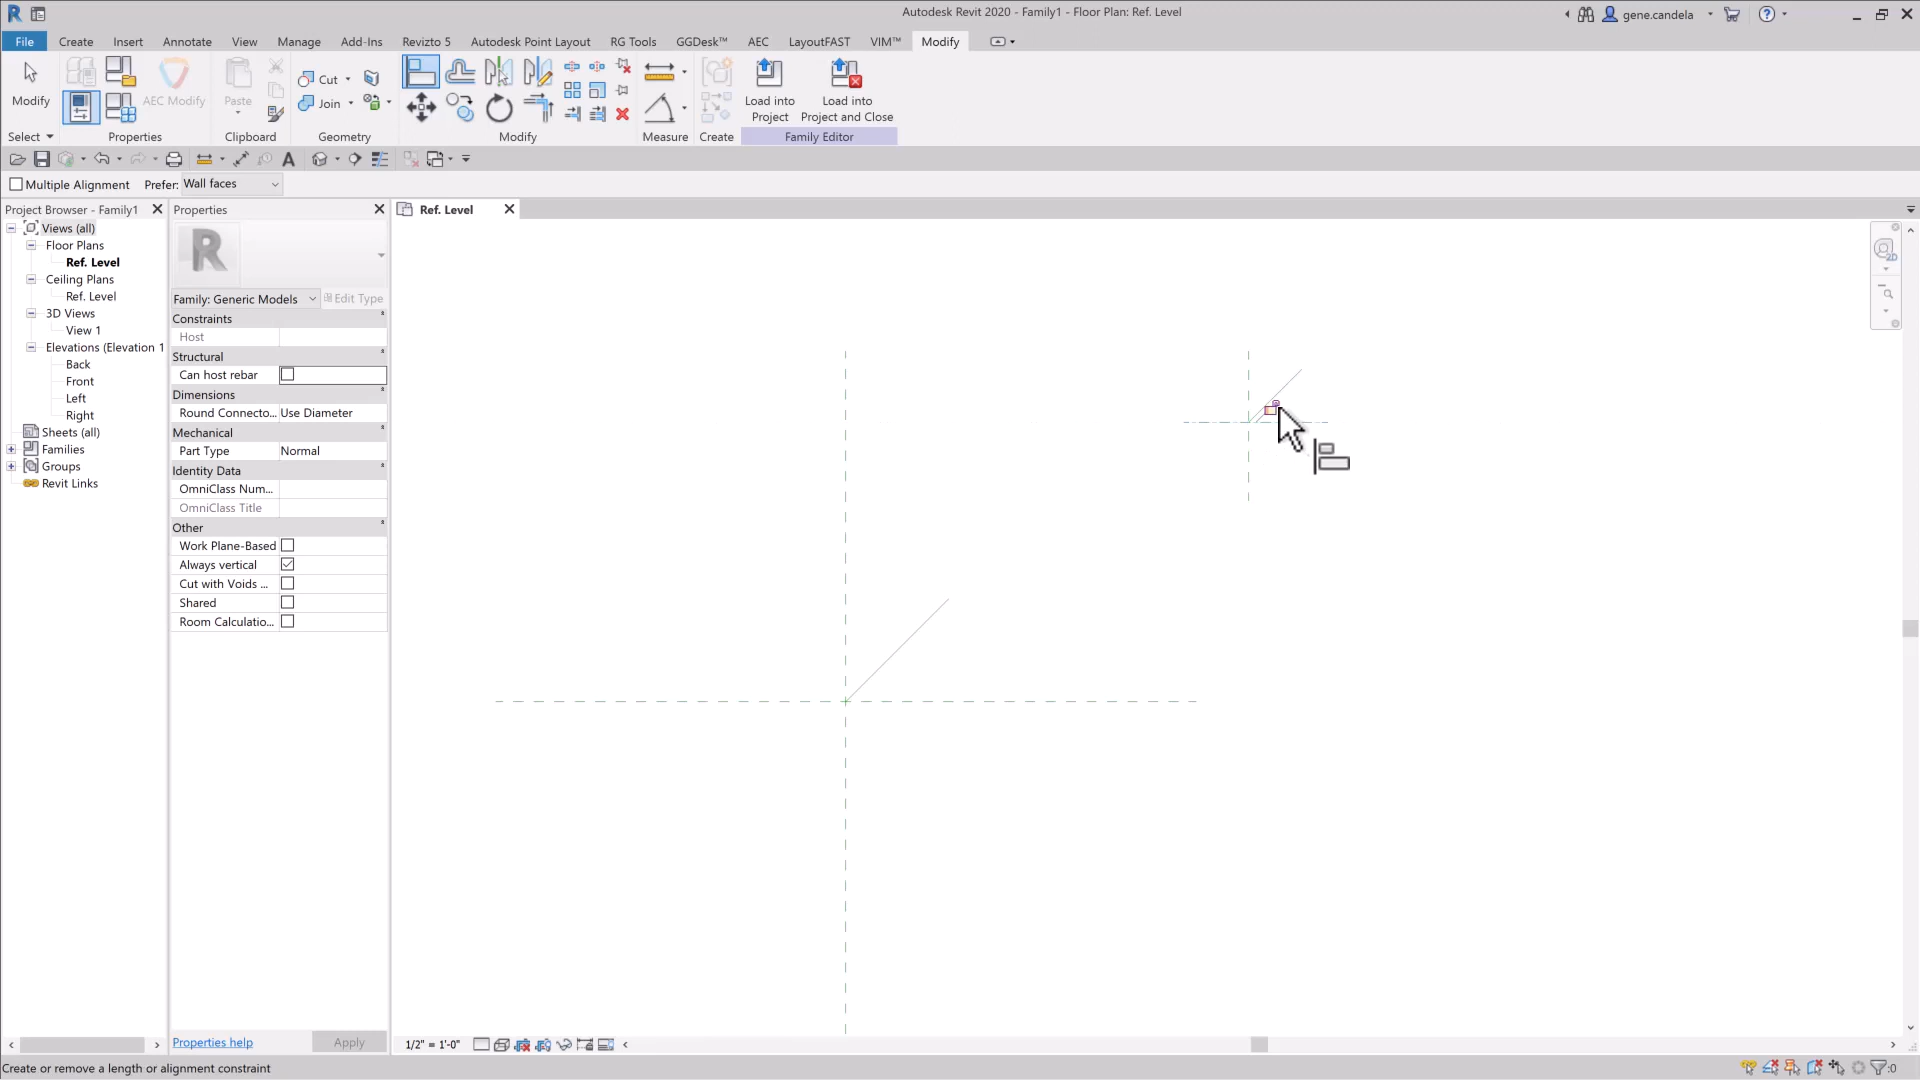 Autodesk Revit 2020 - Family1 - Floor Plan: Ref. Level
gene.candela
File Create Insert Annotate View Manage Add-Ins Revizto 5 Autodesk Point Layout RG Tools GGDesk™ AEC LayoutFAST VIM™ Modify
Modify
AEC Modify
Paste
Cut
Join
Load into Project
Load into Project and Close
Select Properties Clipboard Geometry Modify Measure Create Family Editor
Multiple Alignment Prefer: Wall faces
Project Browser - Family1
Views (all)
Floor Plans
Ref. Level
Ceiling Plans
Ref. Level
3D Views
View 1
Elevations (Elevation 1
Back
Front
Left
Right
Sheets (all)
Families
Groups
Revit Links
Properties
Family: Generic Models Edit Type
Constraints
Host
Structural
Can host rebar
Dimensions
Round Connecto... Use Diameter
Mechanical
Part Type Normal
Identity Data
OmniClass Num...
OmniClass Title
Other
Work Plane-Based
Always vertical
Cut with Voids ...
Shared
Room Calculatio...
Properties help Apply
Ref. Level
2D
1/2" = 1'-0"
Create or remove a length or alignment constraint
:0